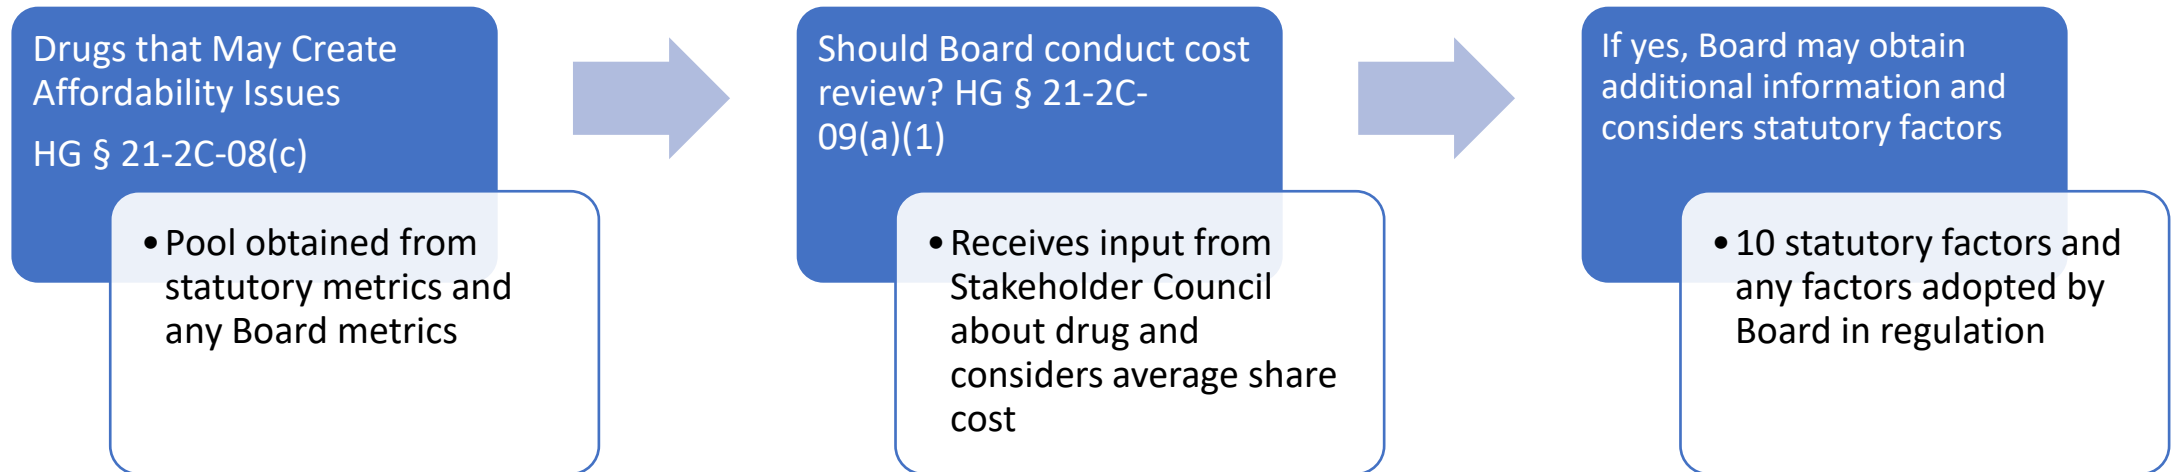 Drugs that May Create
Affordability Issues
HG § 21-2C-08(c)
• Pool obtained from
statutory metrics and
any Board metrics
Should Board conduct cost
review? HG § 21-2C-
09(a)(1)
• Receives input from
Stakeholder Council
about drug and
considers average share
cost
If yes, Board may obtain
additional information and
considers statutory factors
• 10 statutory factors and
any factors adopted by
Board in regulation